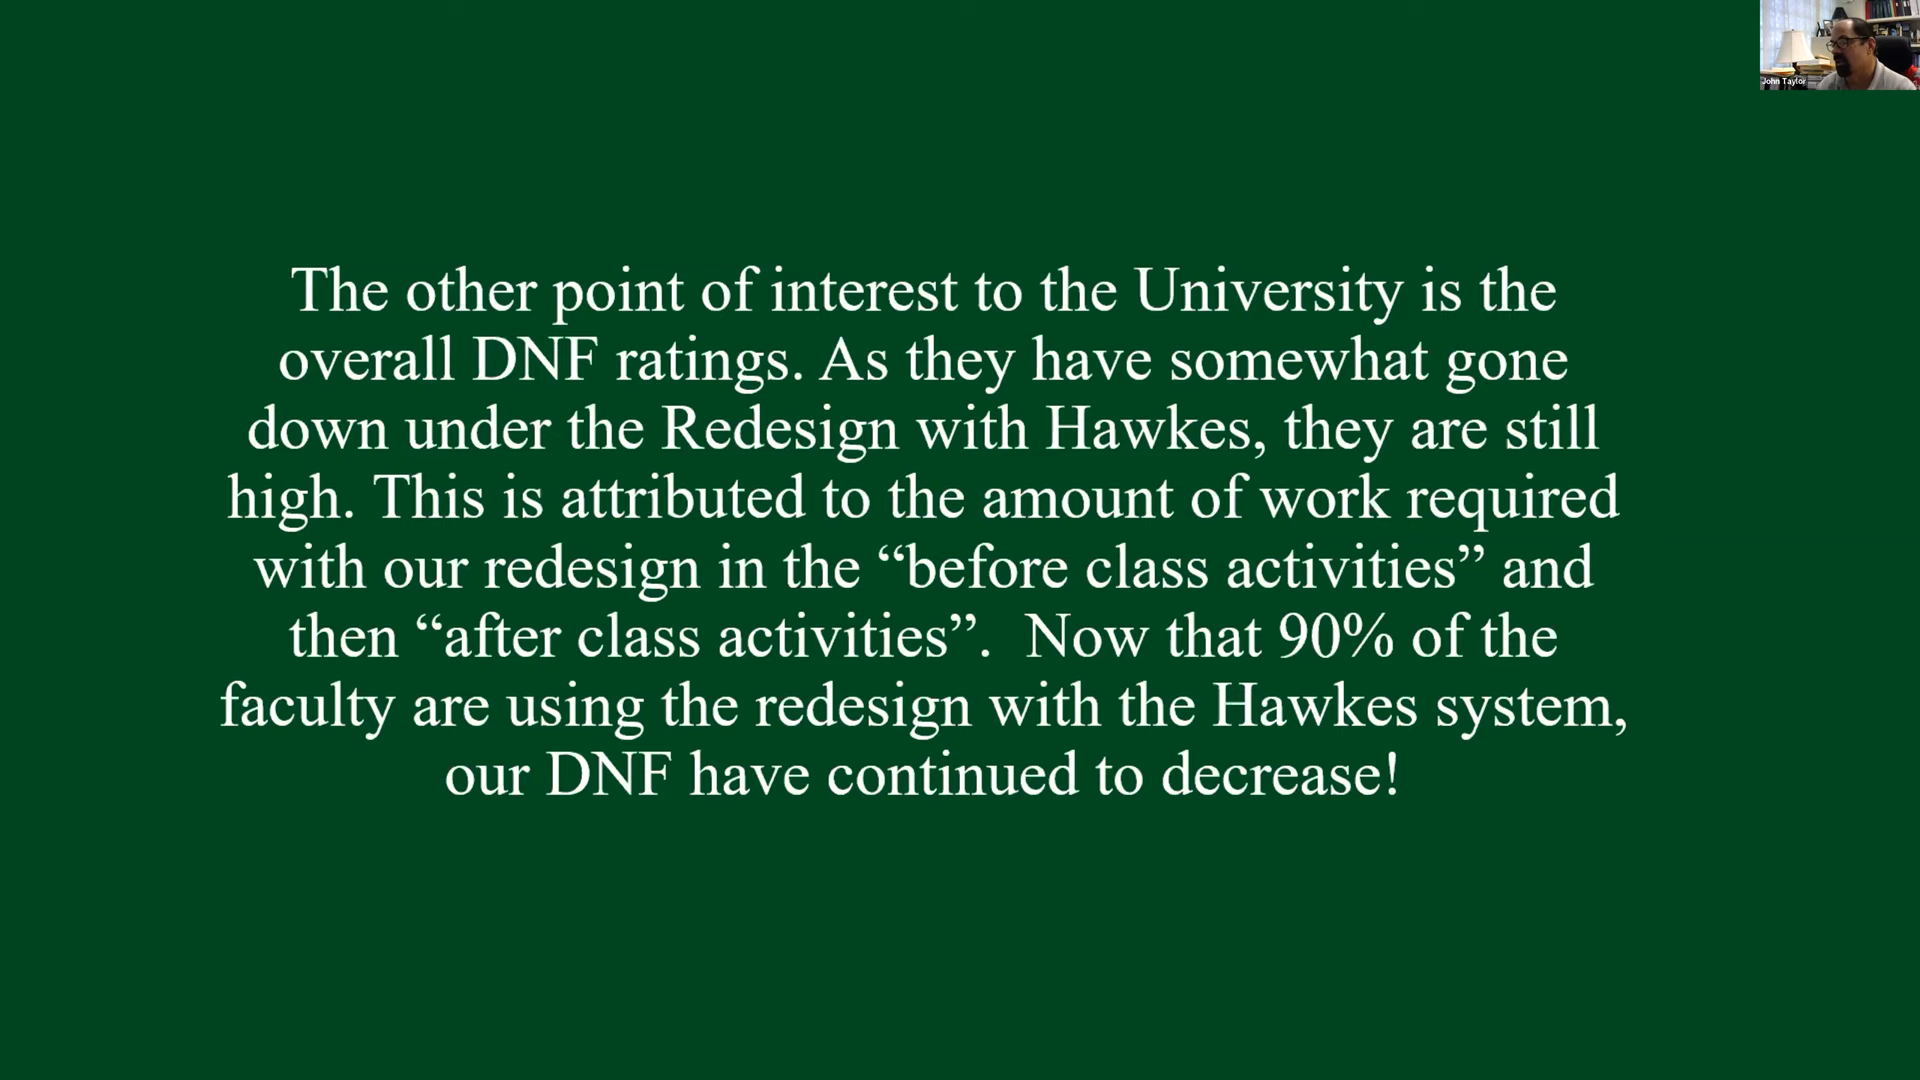 The other point of interest to the University is the
overall DNF ratings. As they have somewhat gone
down under the Redesign with Hawkes, they are still
high. This is attributed to the amount of work required
with our redesign in the “before class activities” and
then “after class activities”.  Now that 90% of the
faculty are using the redesign with the Hawkes system,
our DNF have continued to decrease!
John Taylor